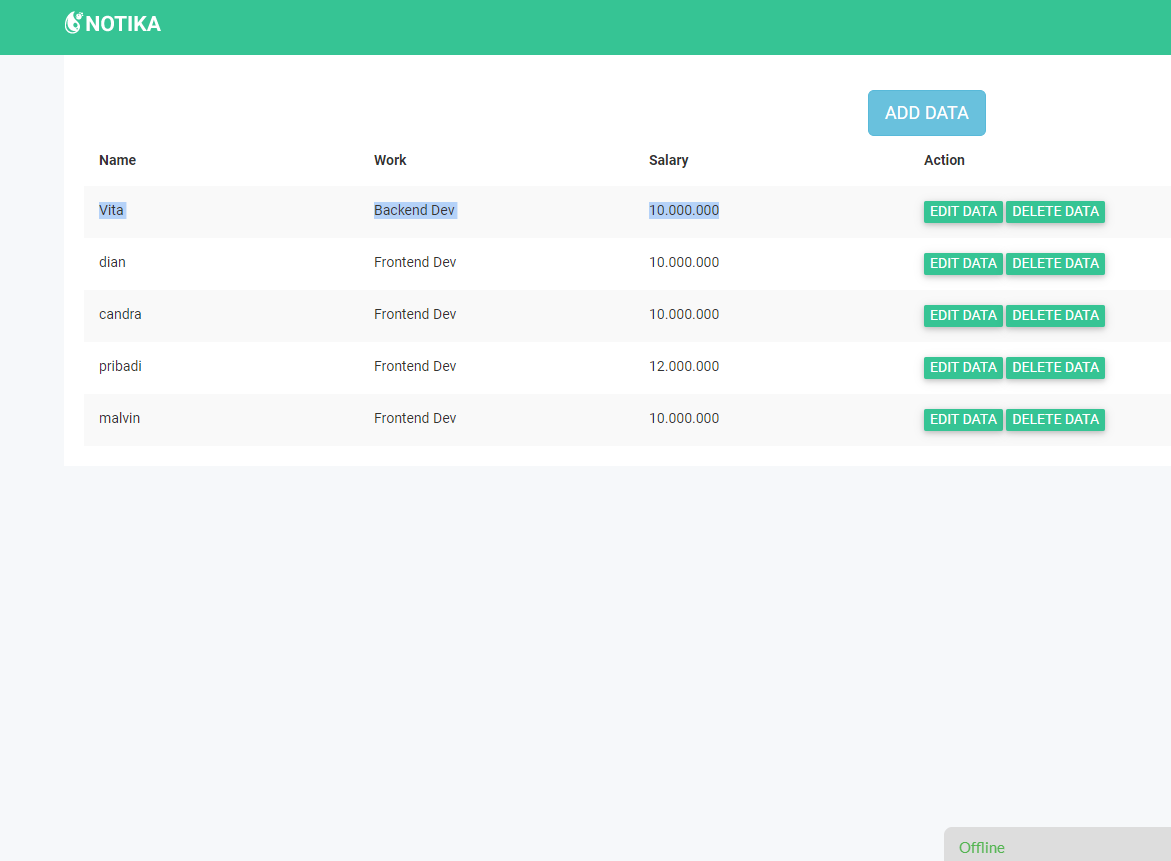 NOTIKA
ADD DATA
Name Work Salary Action
Vita Backend Dev 10.000.000 EDIT DATA DELETE DATA
dian Frontend Dev 10.000.000 EDIT DATA DELETE DATA
candra Frontend Dev 10.000.000 EDIT DATA DELETE DATA
pribadi Frontend Dev 12.000.000 EDIT DATA DELETE DATA
malvin Frontend Dev 10.000.000 EDIT DATA DELETE DATA
Offline